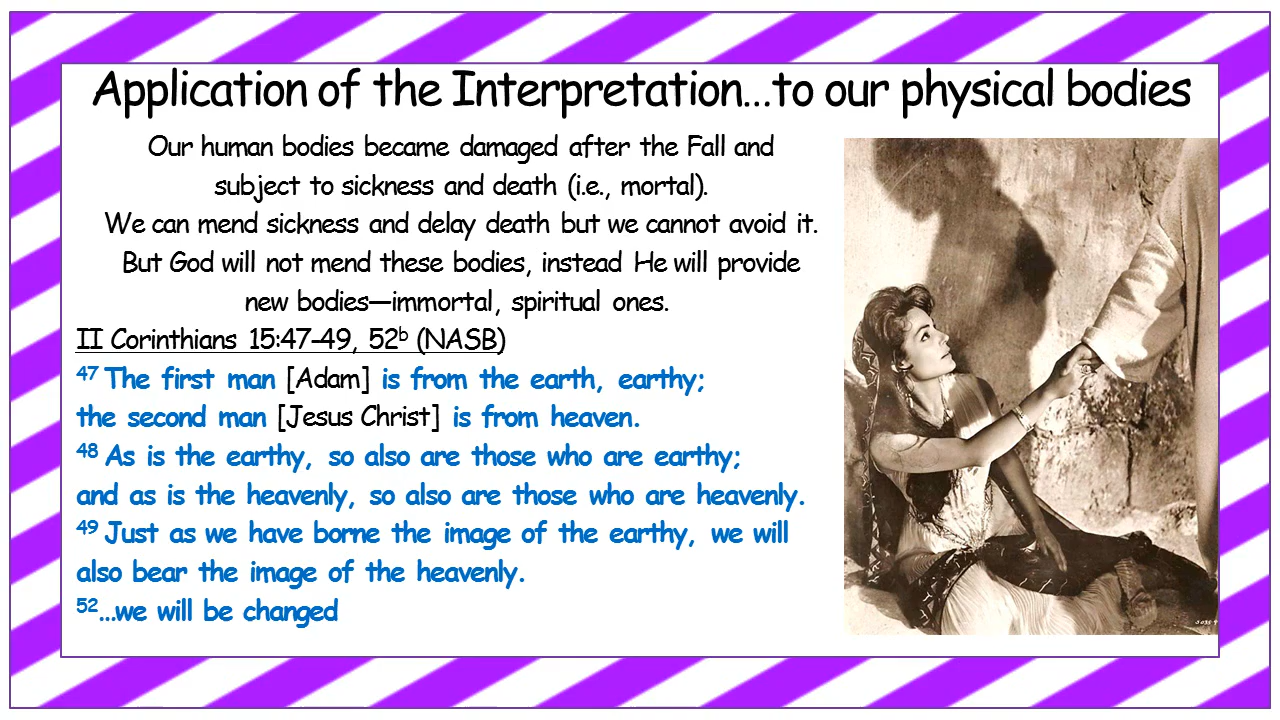 Application of the Interpretation...to our physical bodies
Our human bodies became damaged after the Fall and
subject to sickness and death (i.e., mortal).
We can mend sickness and delay death but we cannot avoid it.
But God will not mend these bodies, instead He will provide
new bodies—immortal, spiritual ones.
II Corinthians 15:47-49, 52b (NASB)
47 The first man [Adam] is from the earth, earthy;
the second man [Jesus Christ] is from heaven.
48 As is the earthy, so also are those who are earthy;
and as is the heavenly, so also are those who are heavenly.
49 Just as we have borne the image of the earthy, we will
also bear the image of the heavenly.
52...we will be changed